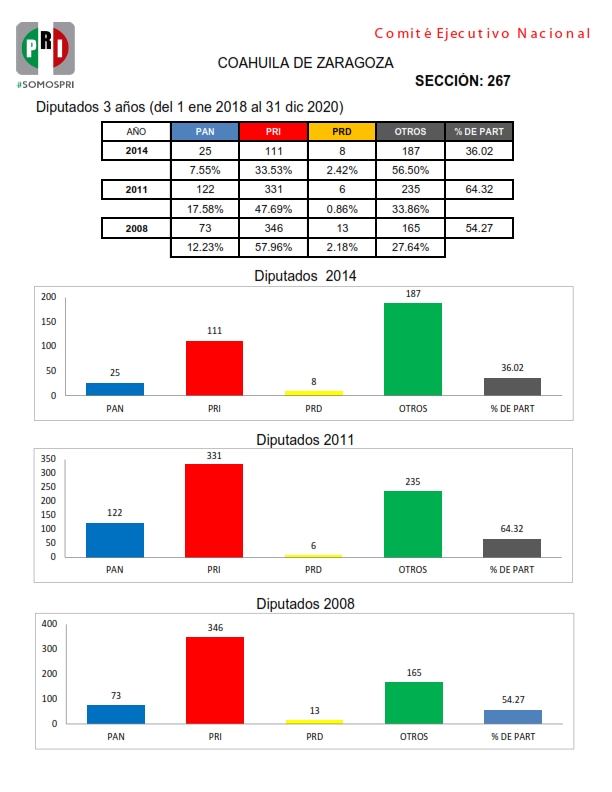 Comité Ejecutivo Nacional
PRI
#SOMOSPRI
COAHUILA DE ZARAGOZA
SECCIÓN: 267
Diputados 3 años (del 1 ene 2018 al 31 dic 2020)
AÑO PAN PRI PRD OTROS % DE PART
2014 25 111 8 187 36.02
7.55% 33.53% 2.42% 56.50%
2011 122 331 6 235 64.32
17.58% 47.69% 0.86% 33.86%
2008 73 346 13 165 54.27
12.23% 57.96% 2.18% 27.64%
Diputados 2014
200
150
100
50
0
25 111 8 187 36.02
PAN PRI PRD OTROS % DE PART
Diputados 2011
350
300
250
200
150
100
50
0
122 331 6 235 64.32
PAN PRI PRD OTROS % DE PART
Diputados 2008
400
300
200
100
0
73 346 13 165 54.27
PAN PRI PRD OTROS % DE PART